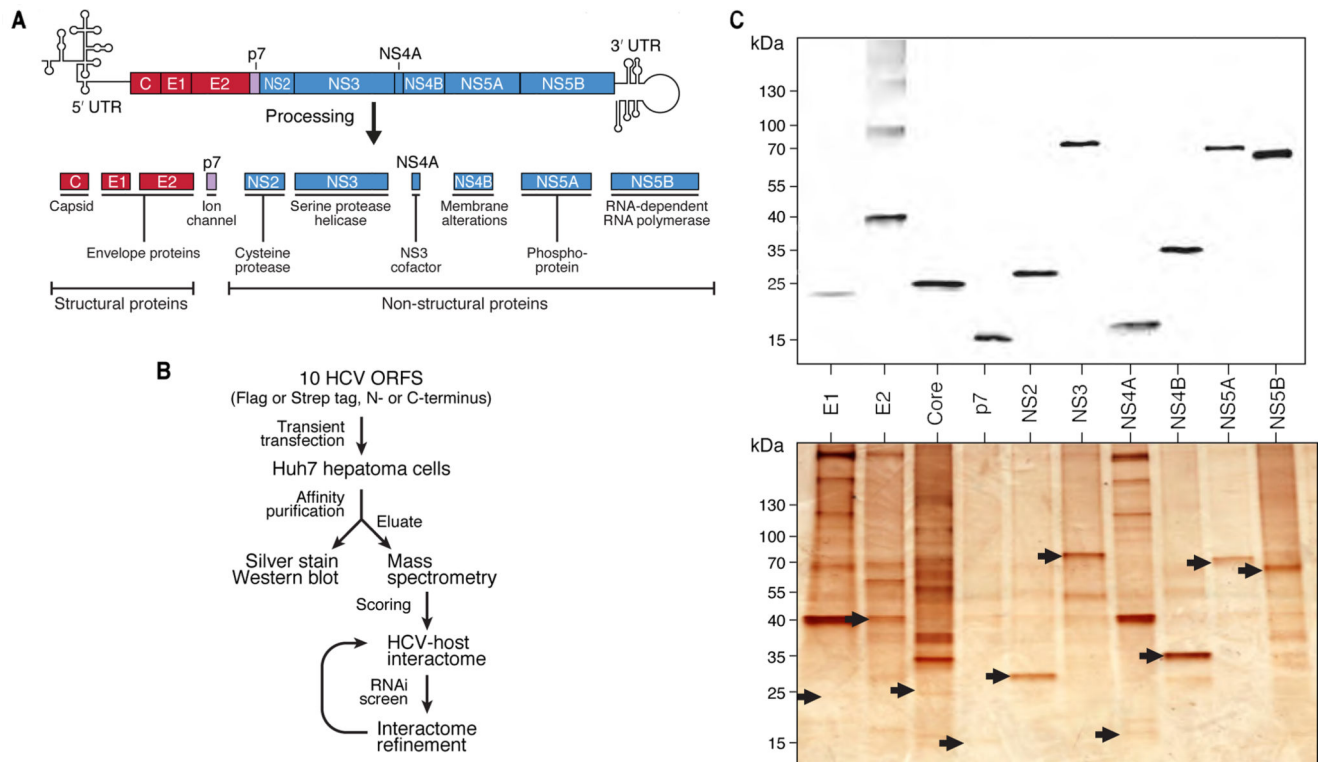 A
5′ UTR
C E1 E2 p7 NS2 NS3 NS4A NS4B NS5A NS5B
3′ UTR
Processing
C E1 E2 p7 NS2 NS3 NS4A NS4B NS5A NS5B
Capsid
Envelope proteins
Ion
channel
Cysteine
protease
Serine protease
helicase
NS3
cofactor
Membrane
alterations
Phospho-
protein
RNA-dependent
RNA polymerase
Structural proteins
Non-structural proteins
B
10 HCV ORFS
(Flag or Strep tag, N- or C-terminus)
Transient
transfection
Huh7 hepatoma cells
Affinity
purification
Eluate
Silver stain
Western blot
Mass
spectrometry
Scoring
HCV-host
interactome
RNAi
screen
Interactome
refinement
C
kDa
130
100
70
55
40
35
25
15
E1 E2 Core p7 NS2 NS3 NS4A NS4B NS5A NS5B
kDa
130
100
70
55
40
35
25
15